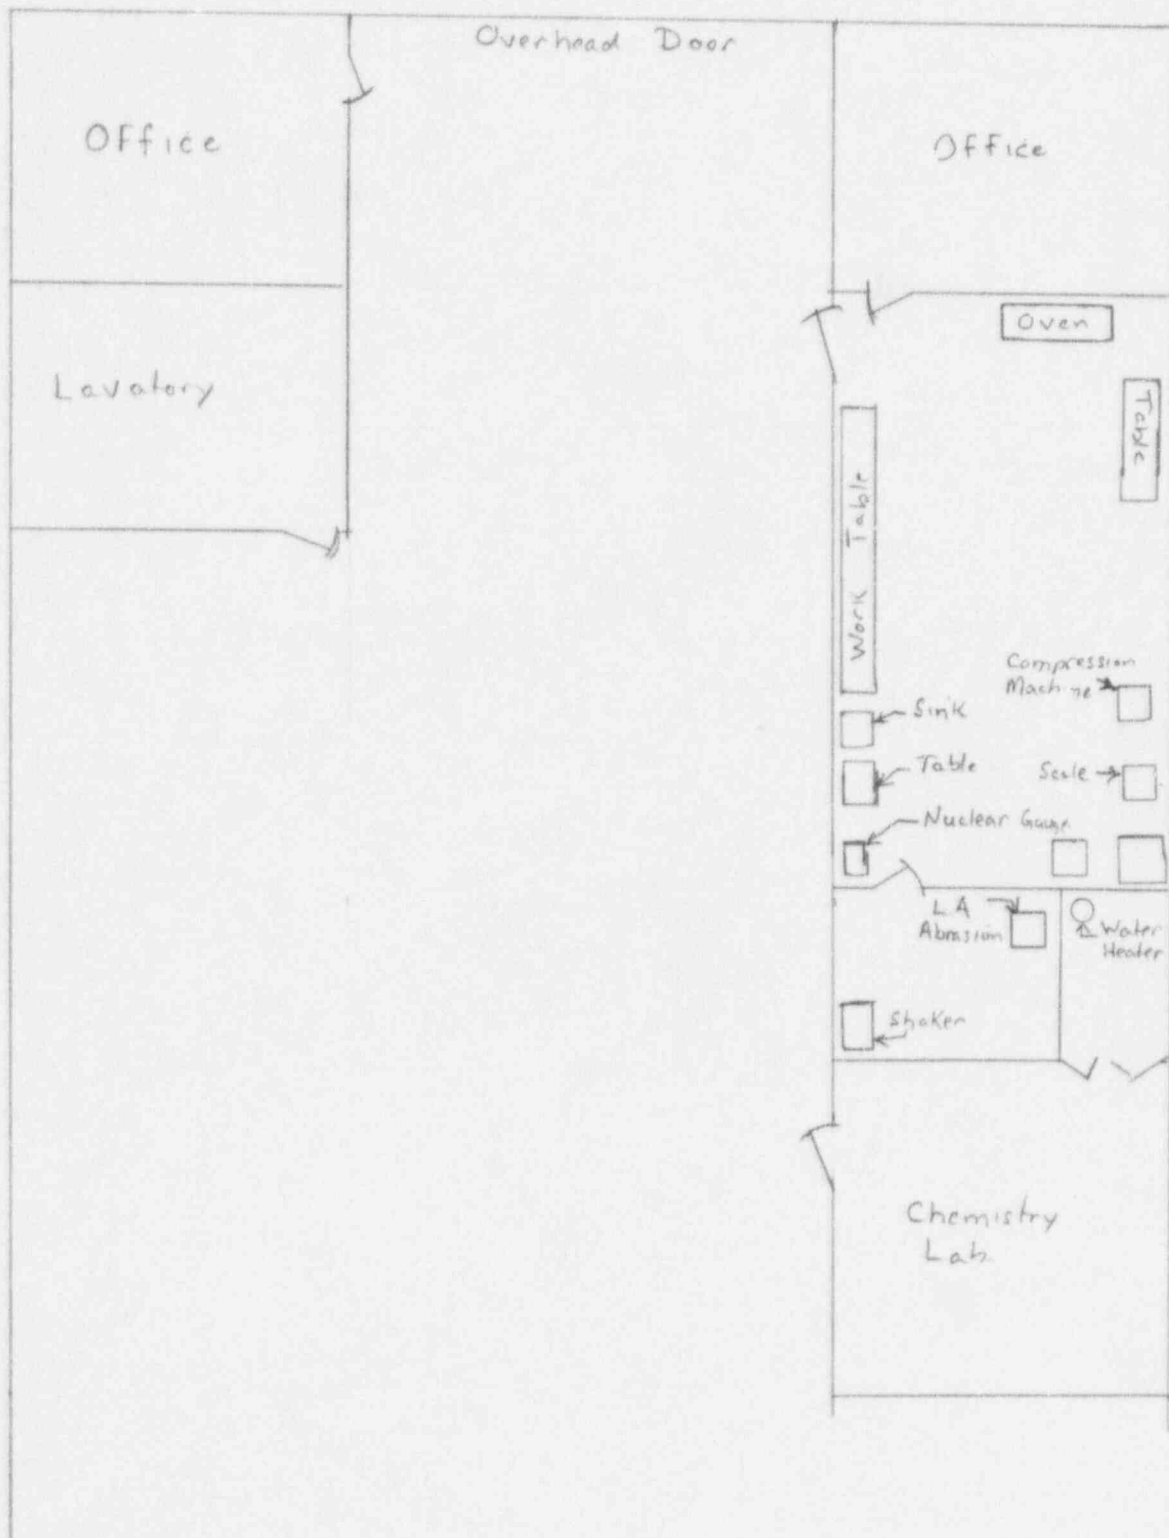 Overhead Door
Office
Office
Oven
Lavatory
Table
Work Table
Compression
Machine
Sink
Table
Scale
Nuclear Gauge
LA
Abrasion
Water
Heater
Shaker
Chemistry
Lab